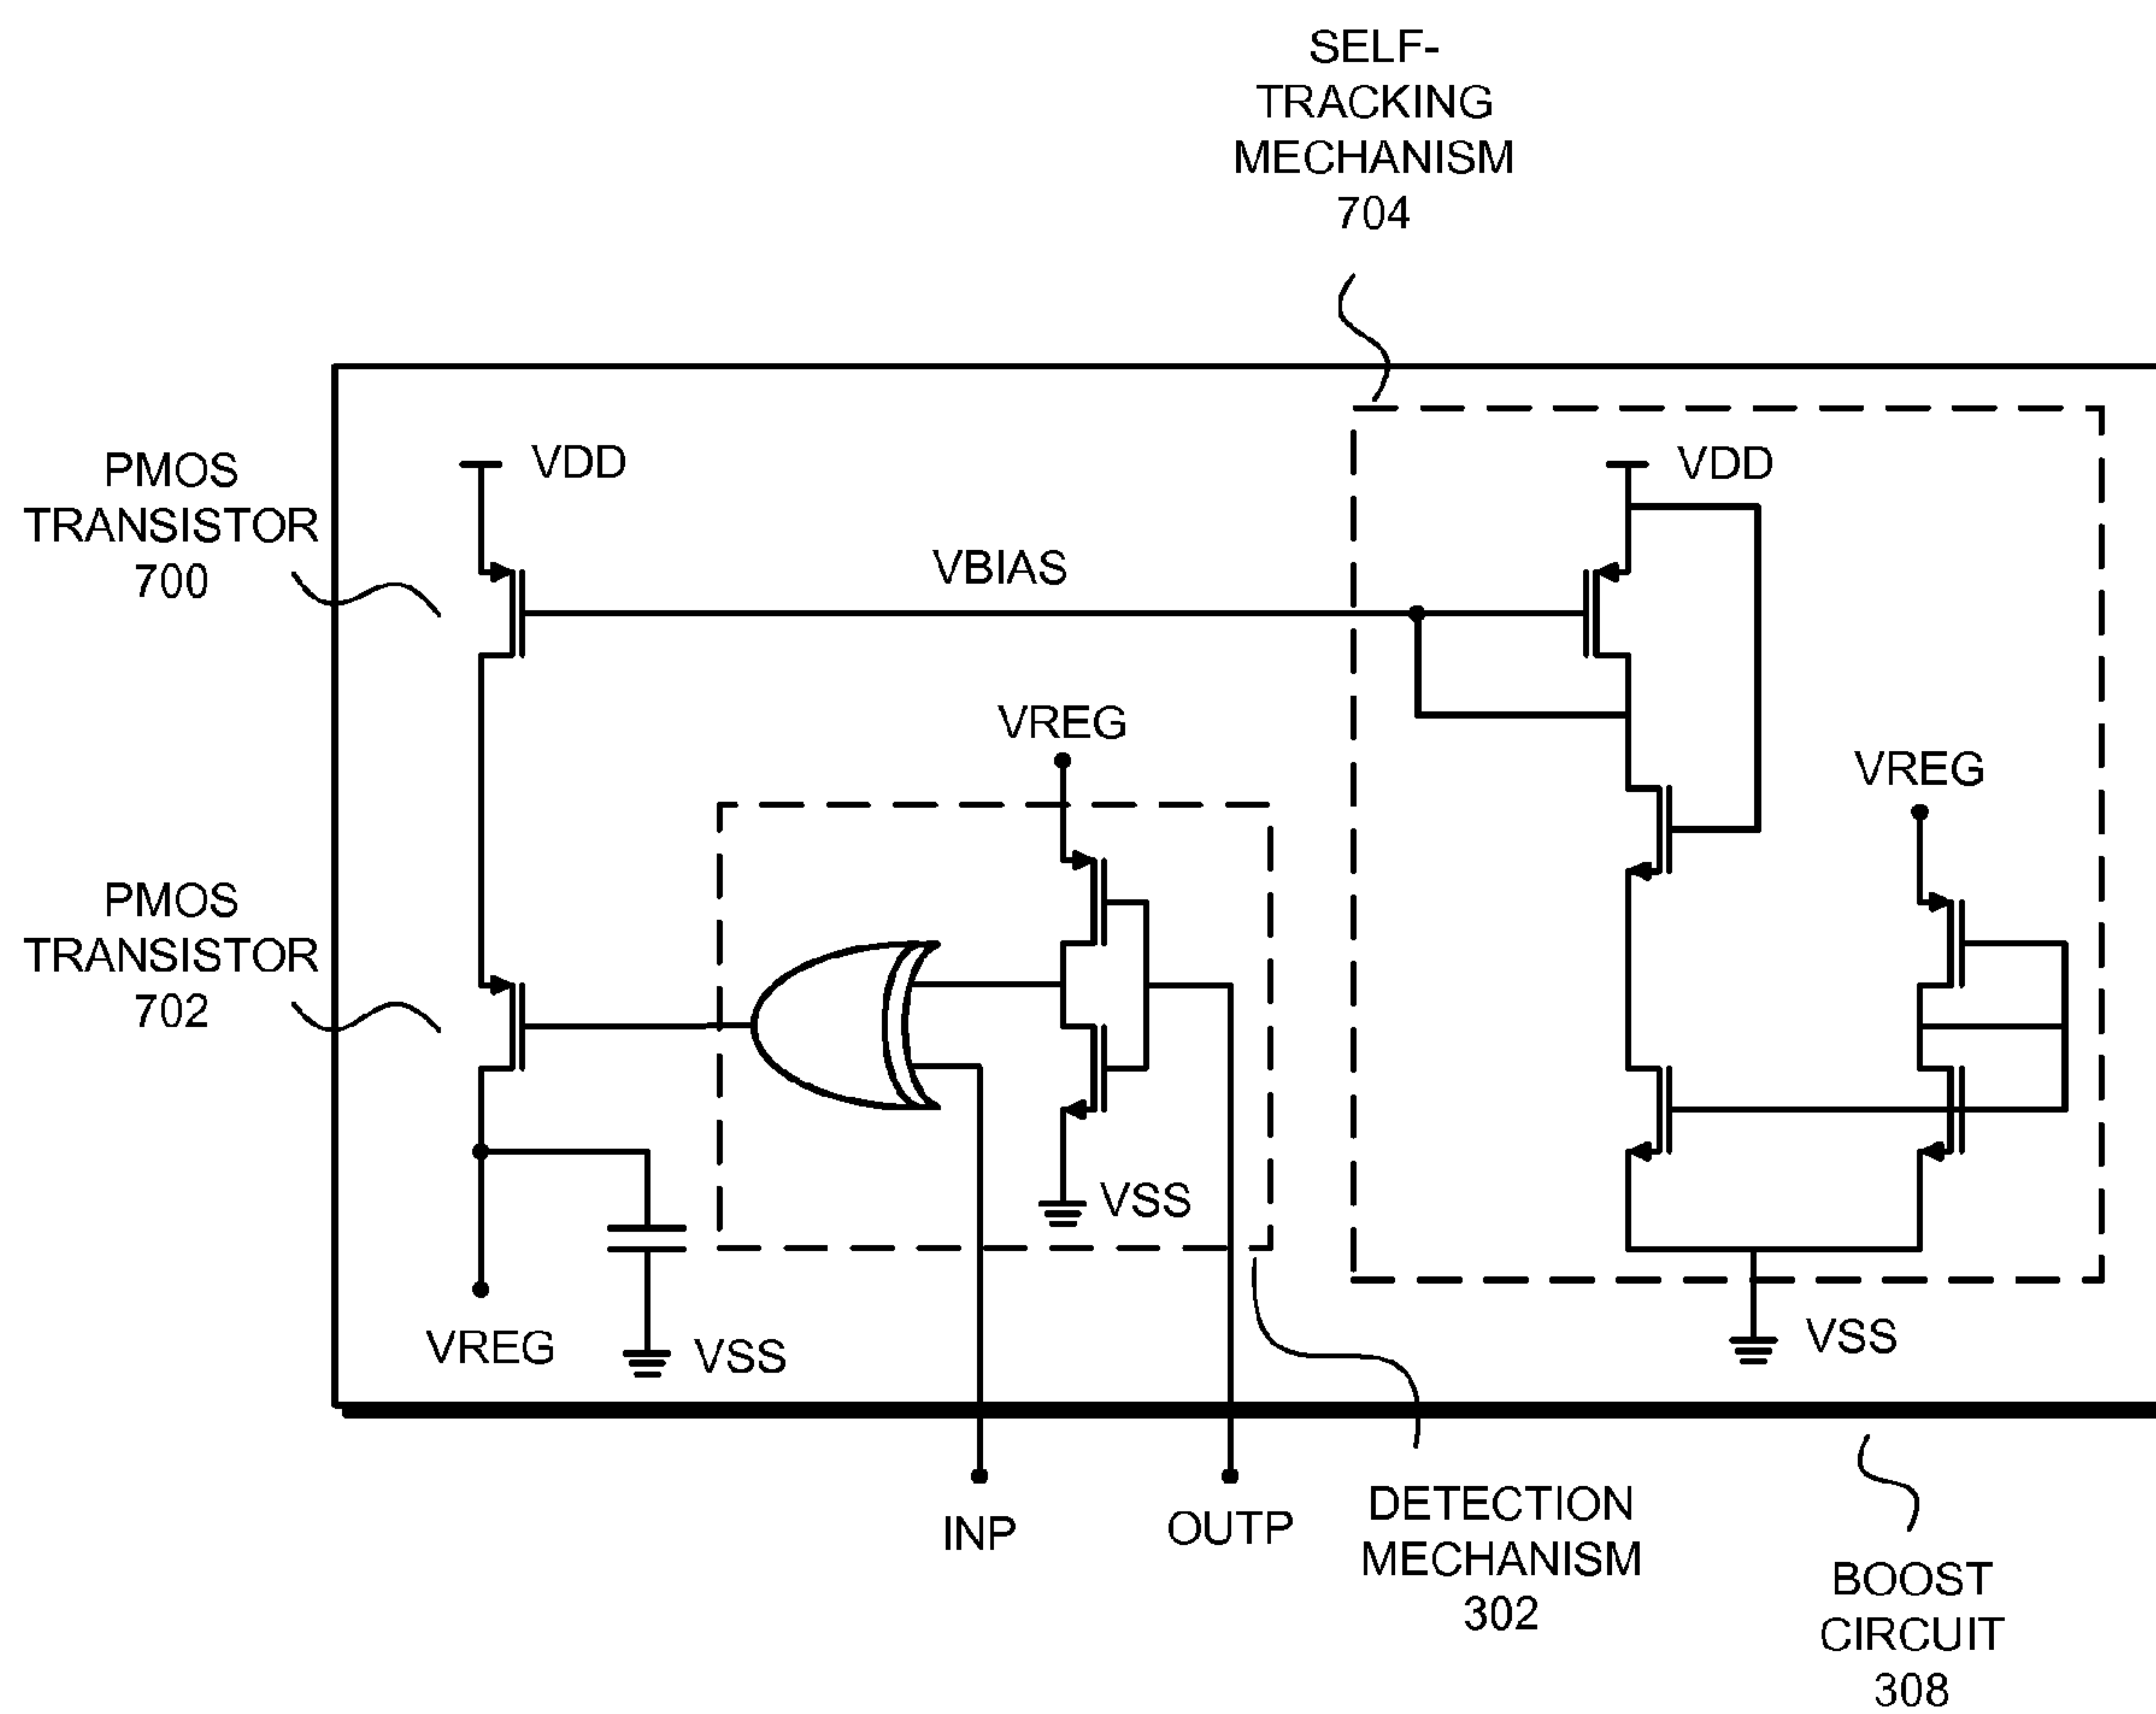 SELF-
TRACKING
MECHANISM
704
PMOS
TRANSISTOR
700
VDD
VDD
VBIAS
VREG
VREG
PMOS
TRANSISTOR
702
VSS
VREG
VSS
VSS
INP
OUTP
DETECTION
MECHANISM
302
BOOST
CIRCUIT
308